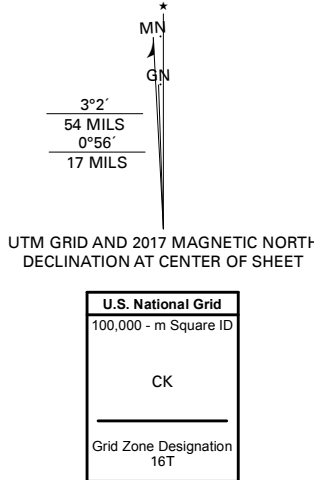 MN
GN
3°2´
54 MILS
0°56´
17 MILS
UTM GRID AND 2017 MAGNETIC NORTH
DECLINATION AT CENTER OF SHEET
U.S. National Grid
100,000 - m Square ID
CK
Grid Zone Designation
16T